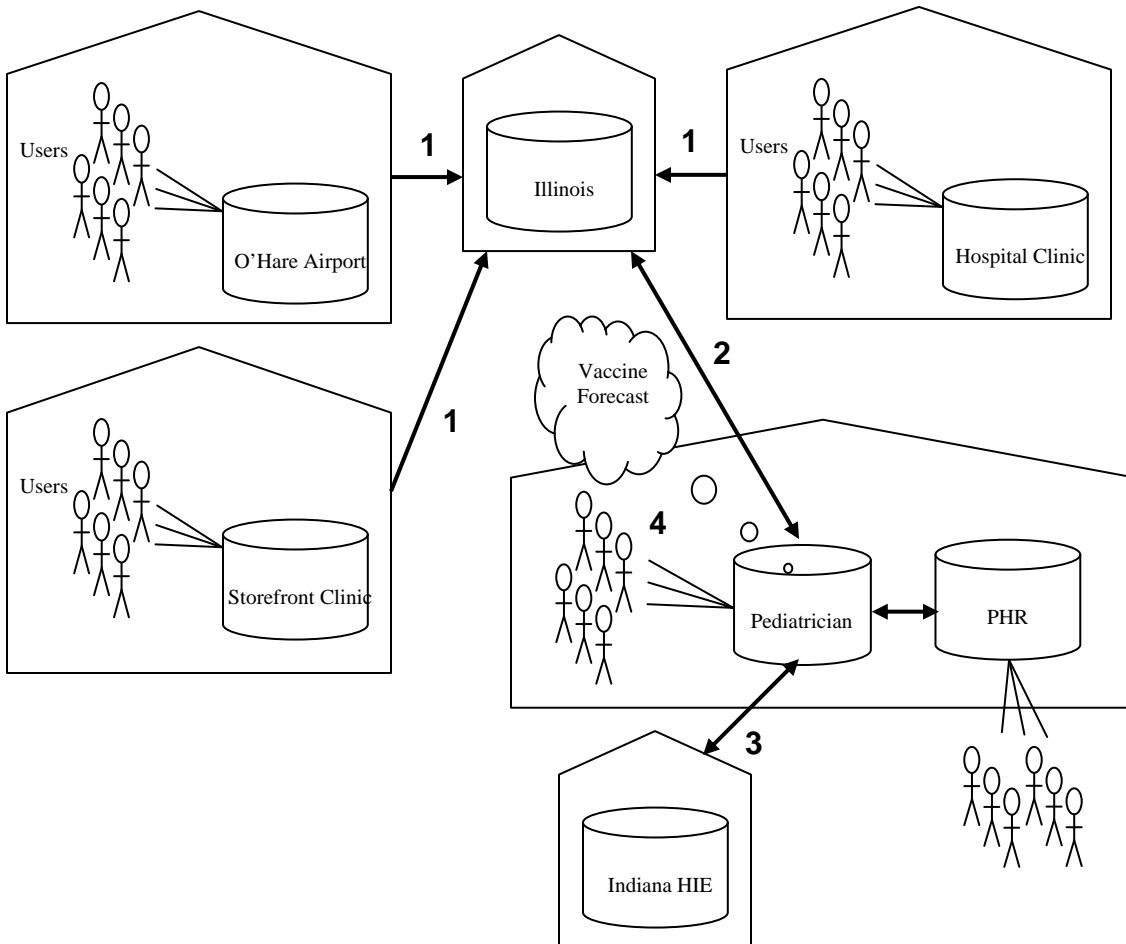 Users
O'Hare Airport
1
Illinois
1
Users
Hospital Clinic
Users
Storefront Clinic
1
Vaccine
Forecast
2
4
Pediatrician
PHR
3
Indiana HIE